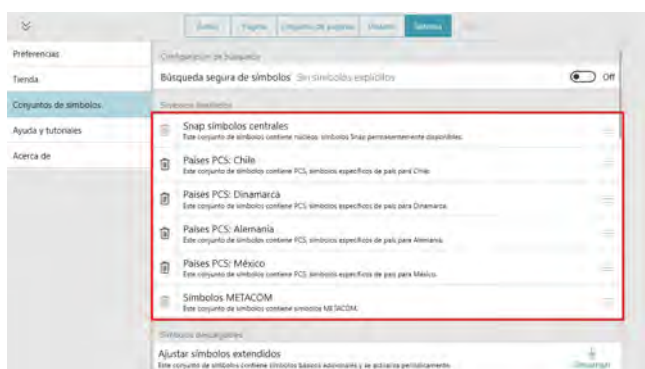 Página Conjunto de páginas Usuario Sistema
Preferencias
Configuración de búsqueda
Tienda
Búsqueda segura de símbolos Sin símbolos explícitos Off
Conjuntos de símbolos
Símbolos
Snap símbolos centrales
Este conjunto de símbolos contiene núcleos, símbolos Snap permanentemente disponibles.
Ayuda y tutoriales
Acerca de
Países PCS: Chile
Este conjunto de símbolos contiene PCS, símbolos específicos de país para Chile.
Países PCS: Dinamarca
Este conjunto de símbolos contiene PCS, símbolos específicos de país para Dinamarca.
Países PCS: Alemania
Este conjunto de símbolos contiene PCS, símbolos específicos de país para Alemania.
Países PCS: México
Este conjunto de símbolos contiene PCS, símbolos específicos de país para México.
Símbolos METACOM
Este conjunto de símbolos contiene símbolos METACOM.
Símbolos descargables
Ajustar símbolos extendidos
Este conjunto de símbolos contiene símbolos básicos adicionales y se actualiza periódicamente.
Descargar